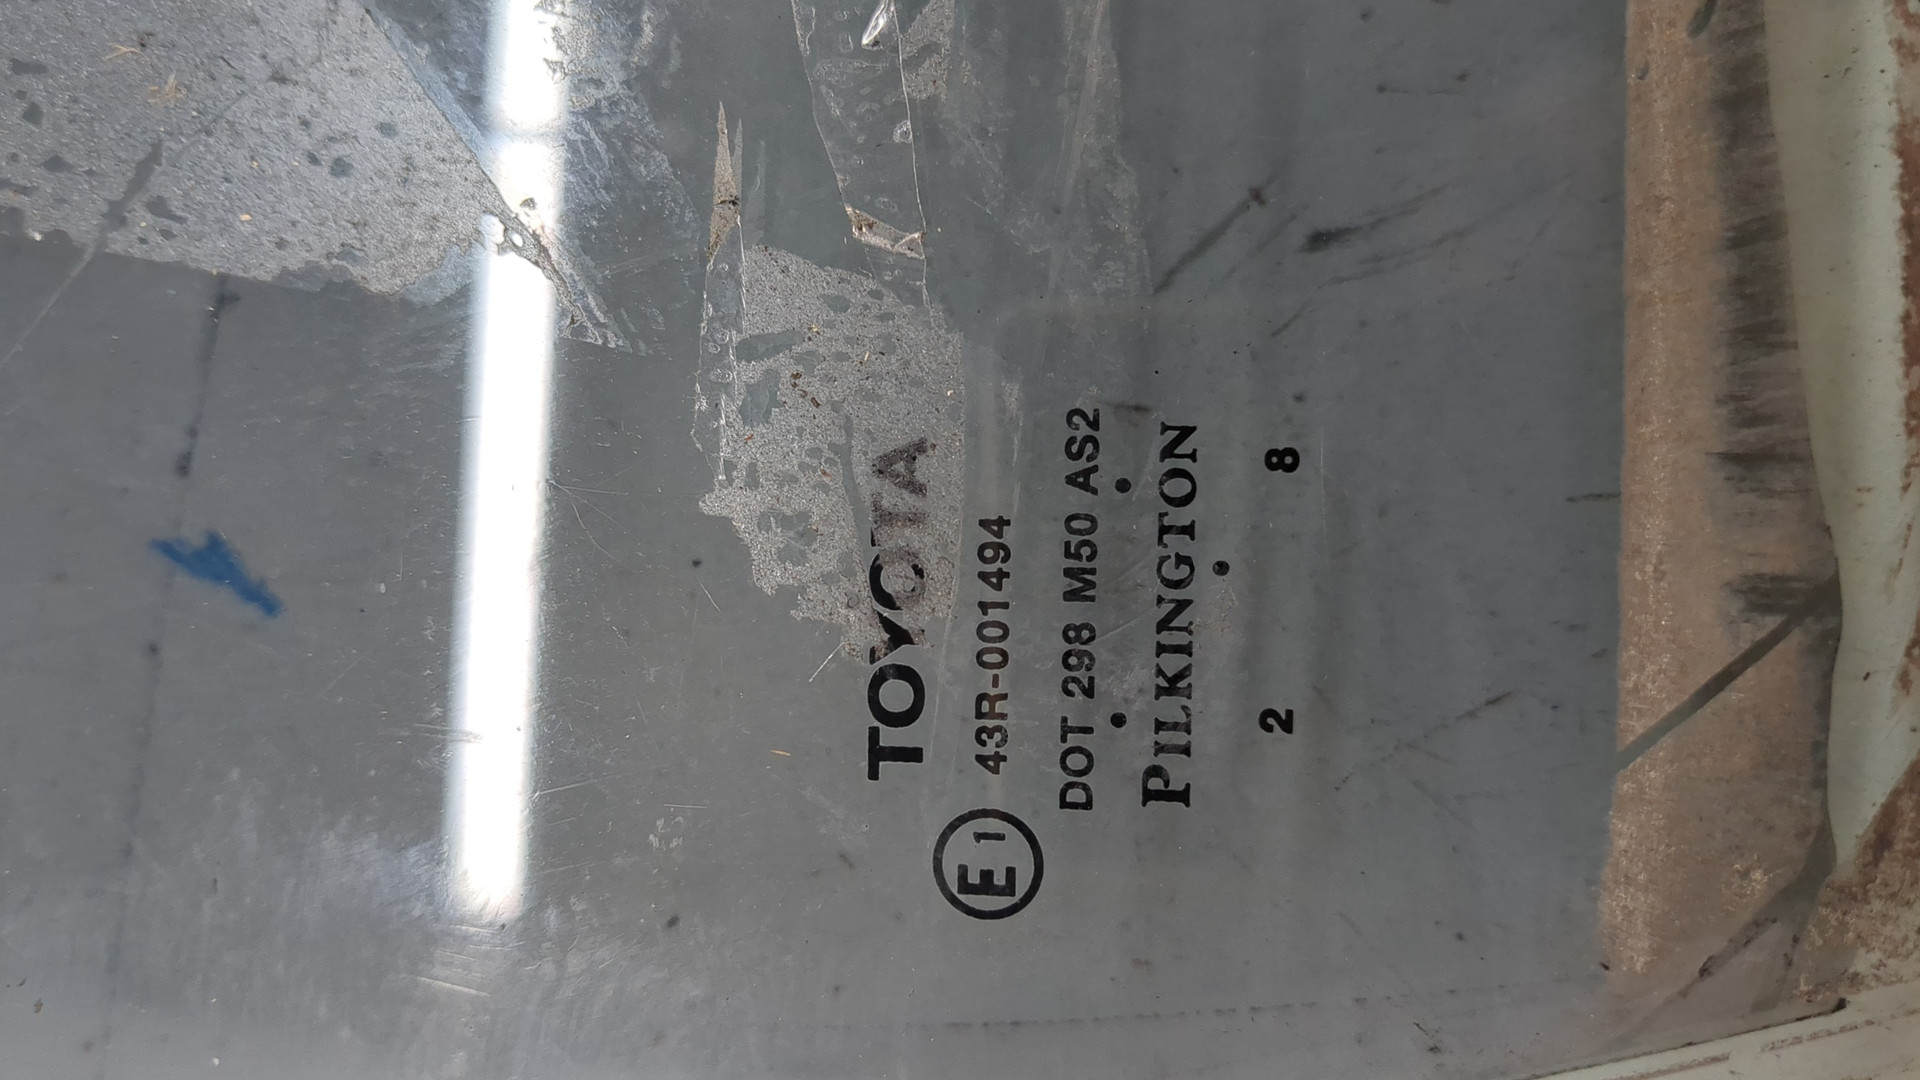 TOYOTA
E1 43R-001494
DOT 298 M50 AS2
PILKINGTON
2 8